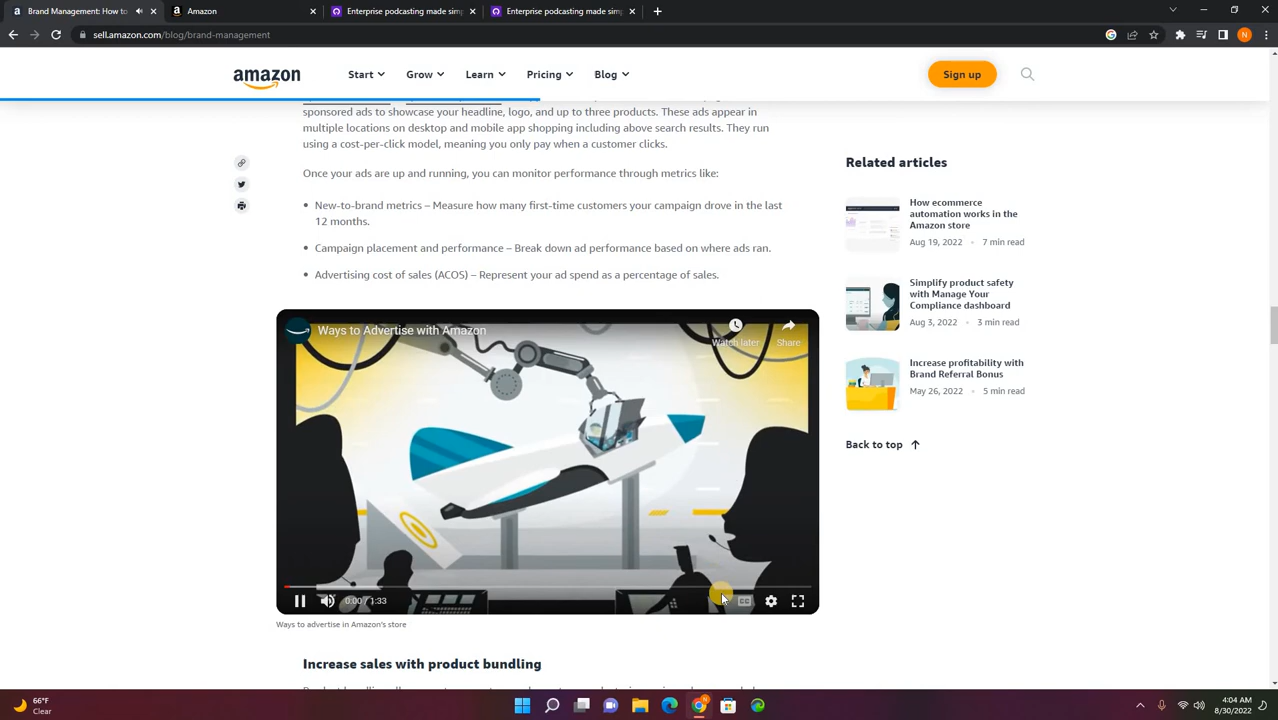 Amazon Brand Management: How to
Amazon
Enterprise podcasting made sim
Enterprise podcasting made simp
sell.amazon.com/blog/brand-management
N
amazon
Start
Grow
Learn
Pricing
Blog
Sign up
sponsored ads to showcase your headline, logo, and up to three products. These ads appear in
multiple locations on desktop and mobile app shopping including above search results. They run
using a cost-per-click model, meaning you only pay when a customer clicks.
Once your ads are up and running, you can monitor performance through metrics like:
• New-to-brand metrics – Measure how many first-time customers your campaign drove in the last
12 months.
• Campaign placement and performance – Break down ad performance based on where ads ran.
• Advertising cost of sales (ACOS) – Represent your ad spend as a percentage of sales.
Ways to Advertise with Amazon
Watch later
Share
0:00 / 1:33
CC
Ways to advertise in Amazon's store
Increase sales with product bundling
Related articles
How ecommerce
automation works in the
Amazon store
Aug 19, 2022 • 7 min read
Simplify product safety
with Manage Your
Compliance dashboard
Aug 3, 2022 • 3 min read
Increase profitability with
Brand Referral Bonus
May 26, 2022 • 5 min read
Back to top
66°F
Clear
4:04 AM
8/30/2022